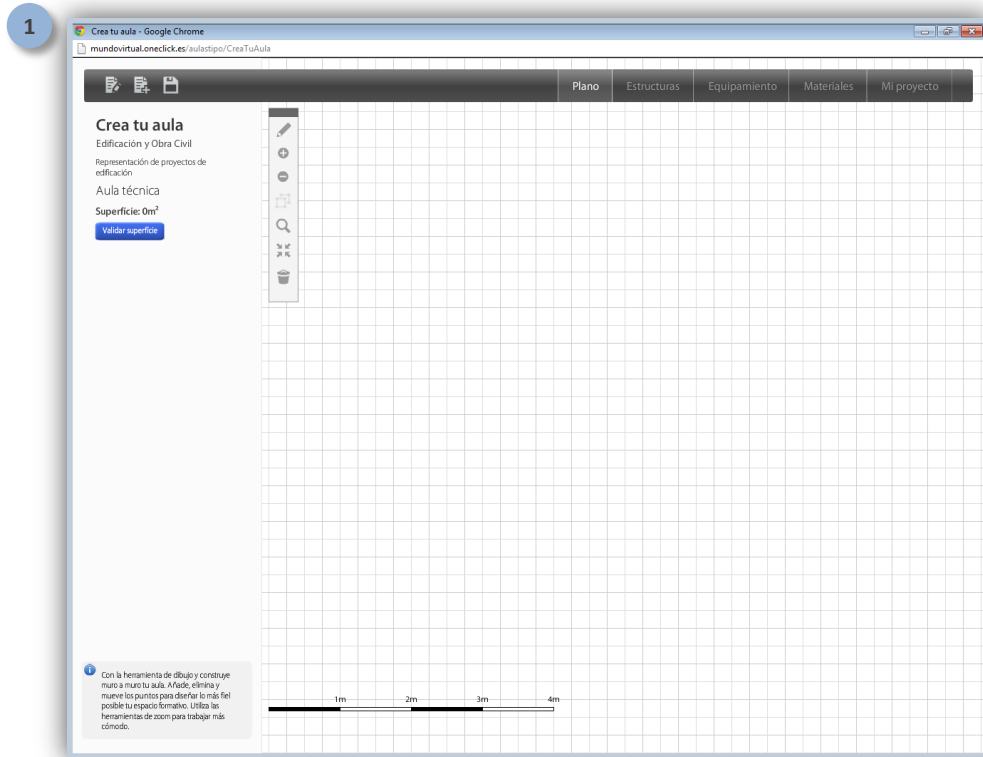 1
Crea tu aula - Google Chrome
mundovirtual.oneclick.es/aulastipo/CreaTuAula
Plano Estructuras Equipamiento Materiales Mi proyecto
Crea tu aula
Edificación y Obra Civil
Representación de proyectos de
edificación
Aula técnica
Superfície: 0m²
Validar superfície
Con la herramienta de dibujo y construye
muro a muro tu aula. Añade, elimina y
mueve los puntos para diseñar lo más fiel
posible tu espacio formativo. Utiliza las
herramientas de zoom para trabajar más
cómodo.
1m 2m 3m 4m